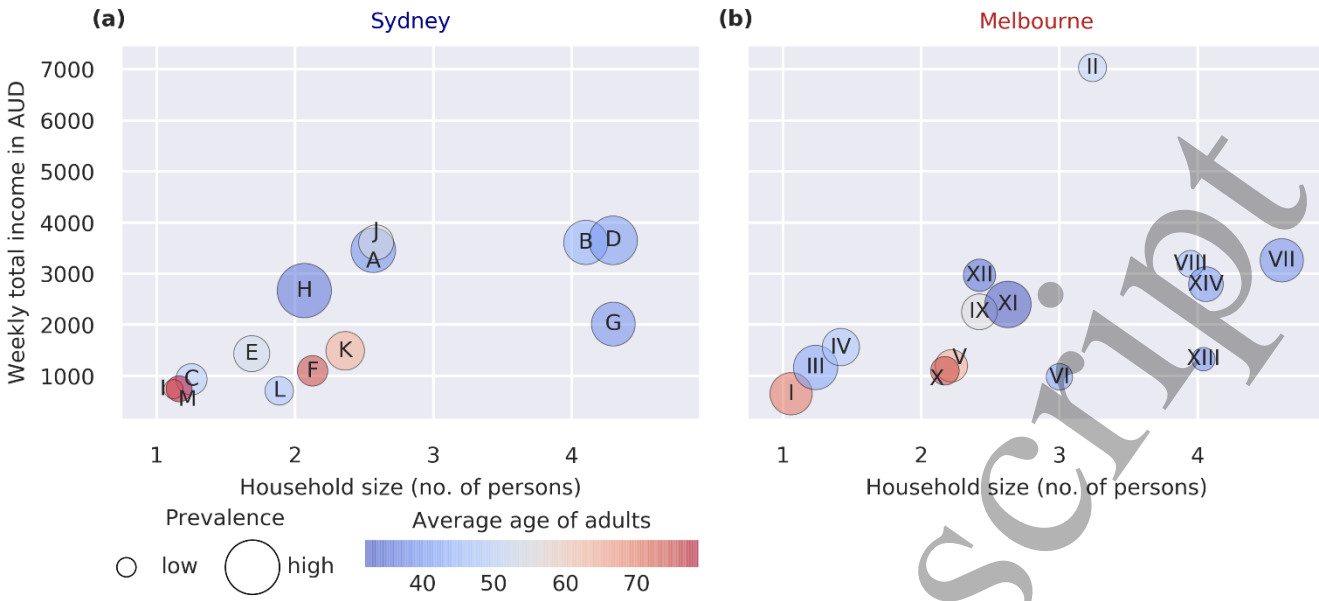 (a) Sydney
(b) Melbourne
Weekly total income in AUD
7000
6000
5000
4000
3000
2000
1000
J
A
B
D
H
G
E
K
F
C
I
M
L
1 2 3 4
Household size (no. of persons)
II
VII
VIII
XIV
XII
XI
IX
IV
V
III
X
VI
XIII
I
1 2 3 4
Household size (no. of persons)
Prevalence
low high
Average age of adults
40 50 60 70
script